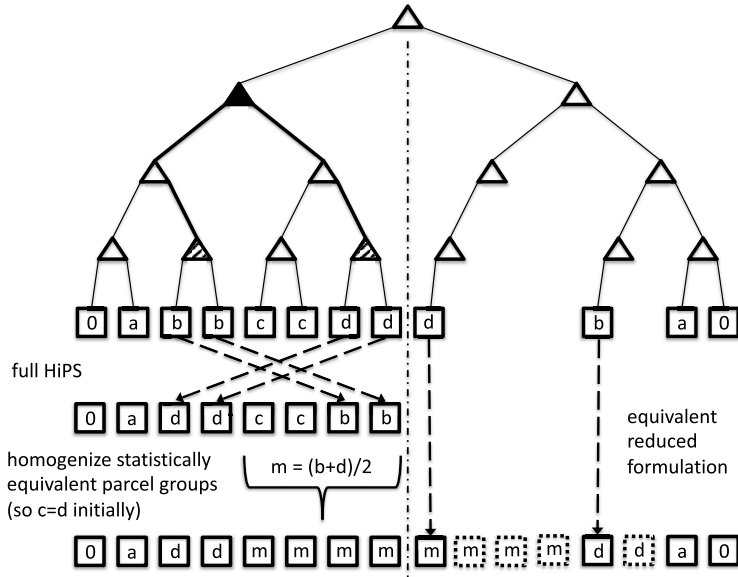 0 a b b c c d d d b a 0
full HiPS
0 a d d c c b b
homogenize statistically
equivalent parcel groups
(so c=d initially)
m = (b+d)/2
equivalent
reduced
formulation
0 a d d m m m m m m m m d d a 0